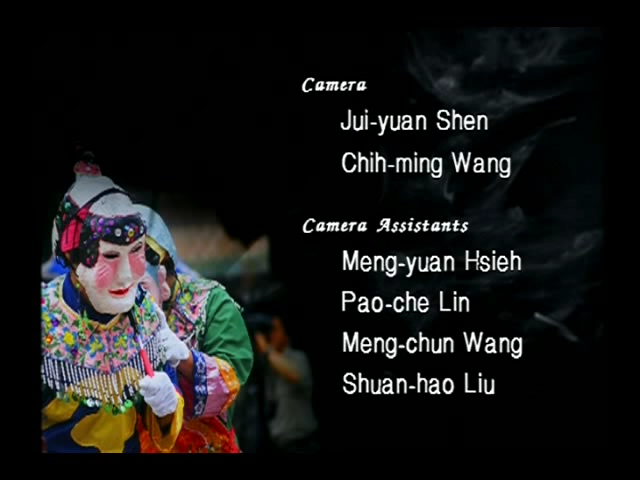 Camera
Jui-yuan Shen
Chih-ming Wang
Camera Assistants
Meng-yuan Hsieh
Pao-che Lin
Meng-chun Wang
Shuan-hao Liu